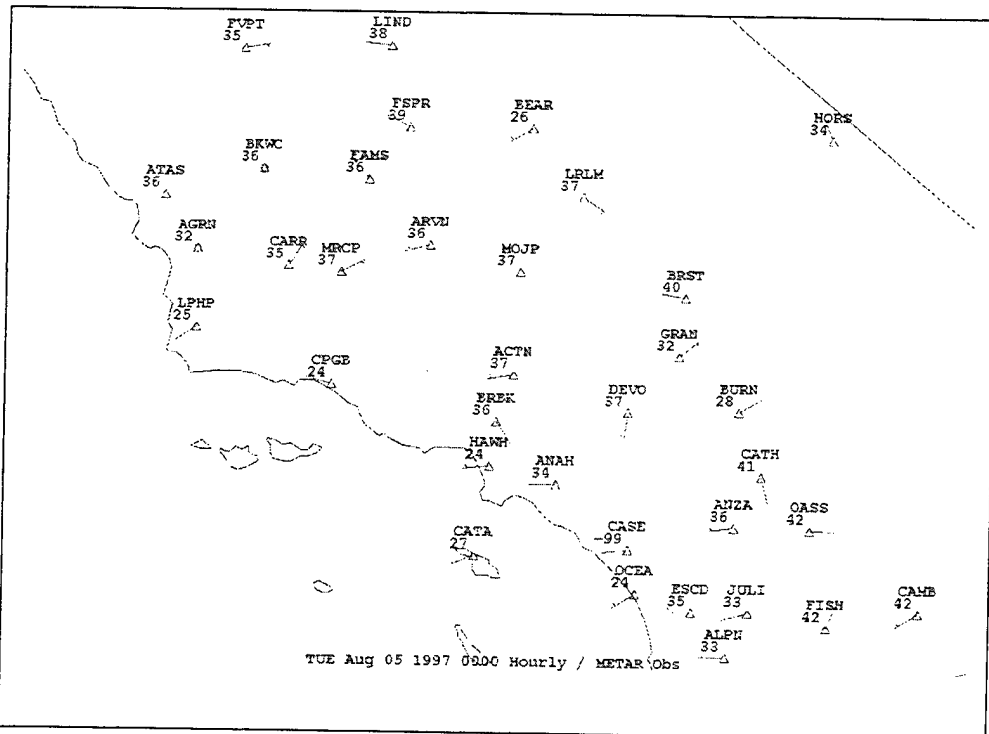 FVPT
35
LIND
38
FSPR
39
BEAR
26
HORS
34
BKWC
36
FAMS
36
ATAS
36
LRLM
37
AGRN
32
CARR
35
MRCP
37
ARVN
36
MOJP
37
BRST
40
LPHP
25
GRAN
32
CPGB
24
ACTN
37
DEVO
37
BURN
28
BRBK
36
HAWH
24
ANAH
34
CATH
41
ANZA
36
OASS
42
CATA
27
CASE
-99
OCEA
24
ESCD
35
JULI
33
FISH
42
CAMB
42
ALPN
33
TUE Aug 05 1997 0000 Hourly / METAR Obs